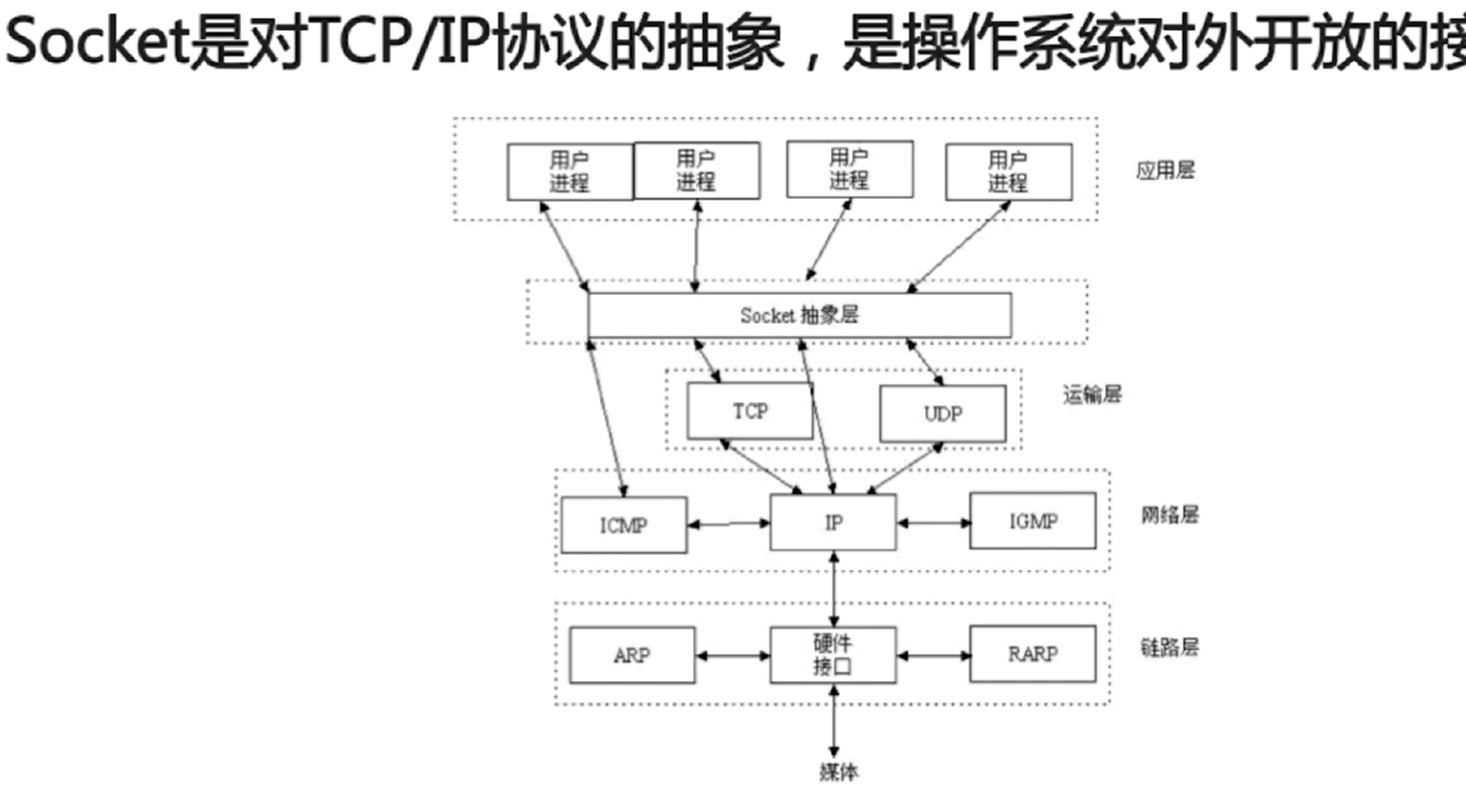 Socket是对TCP/IP协议的抽象，是操作系统对外开放的接
用户
进程
用户
进程
用户
进程
用户
进程
应用层
Socket 抽象层
TCP
UDP
运输层
ICMP
IP
IGMP
网络层
ARP
硬件
接口
RARP
链路层
媒体